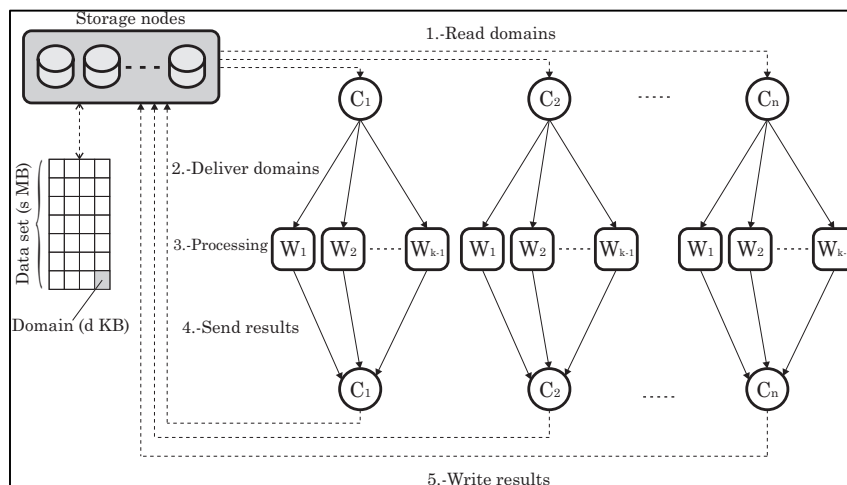 Storage nodes
1.-Read domains
C1
C2
Cn
2.-Deliver domains
Data set (s MB)
3.-Processing
W1
W2
Wk-1
W1
W2
Wk-1
W1
W2
Wk-
Domain (d KB)
4.-Send results
C1
C2
Cn
5.-Write results